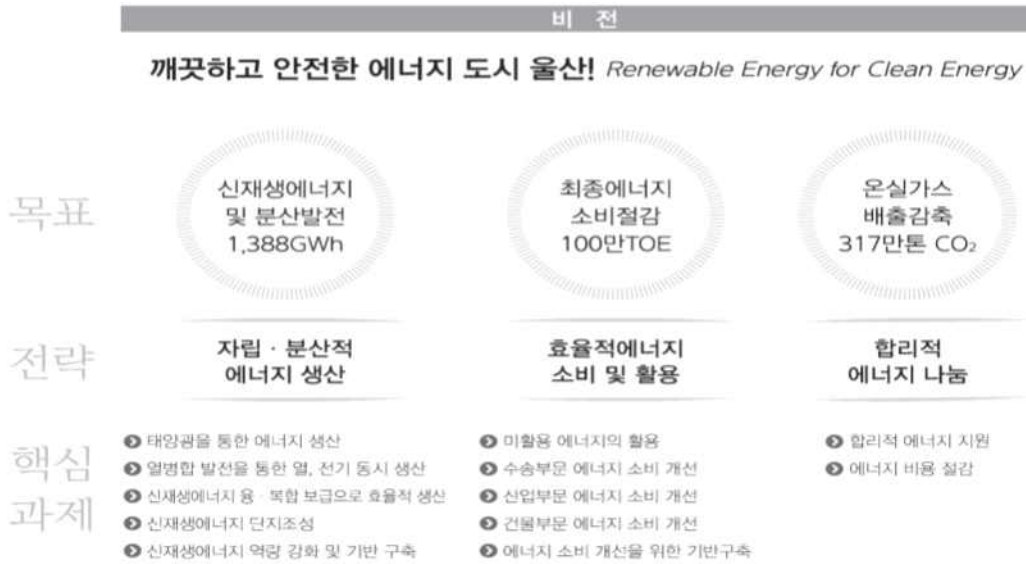 비 전
깨끗하고 안전한 에너지 도시 울산! Renewable Energy for Clean Energy
목표
신재생에너지
및 분산발전
1,388GWh
최종에너지
소비절감
100만TOE
온실가스
배출감축
317만톤 CO₂
전략
자립 · 분산적
에너지 생산
효율적에너지
소비 및 활용
합리적
에너지 나눔
핵심
과제
태양광을 통한 에너지 생산
열병합 발전을 통한 열, 전기 동시 생산
신재생에너지 융 · 복합 보급으로 효율적 생산
신재생에너지 단지조성
신재생에너지 역량 강화 및 기반 구축
미활용 에너지의 활용
수송부문 에너지 소비 개선
산업부문 에너지 소비 개선
건물부문 에너지 소비 개선
에너지 소비 개선을 위한 기반구축
합리적 에너지 지원
에너지 비용 절감